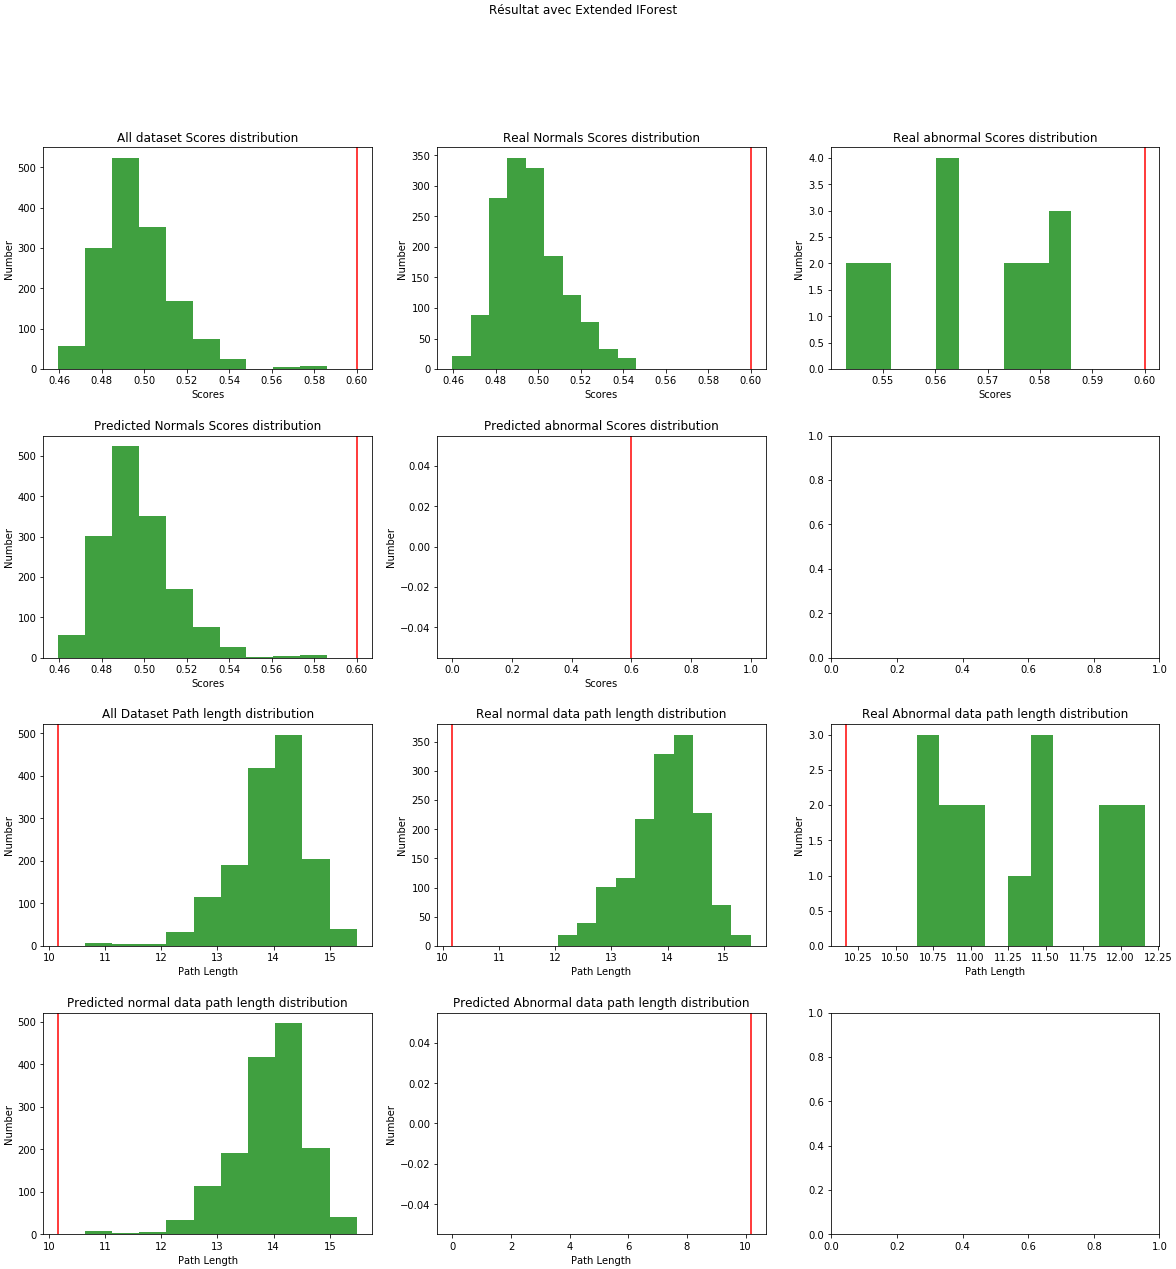 Résultat avec Extended IForest
All dataset Scores distribution
Number
500
400
300
200
100
0
0.46 0.48 0.50 0.52 0.54 0.56 0.58 0.60
Scores
Real Normals Scores distribution
Number
350
300
250
200
150
100
50
0
0.46 0.48 0.50 0.52 0.54 0.56 0.58 0.60
Scores
Real abnormal Scores distribution
Number
4.0
3.5
3.0
2.5
2.0
1.5
1.0
0.5
0.0
0.55 0.56 0.57 0.58 0.59 0.60
Scores
Predicted Normals Scores distribution
Number
500
400
300
200
100
0
0.46 0.48 0.50 0.52 0.54 0.56 0.58 0.60
Scores
Predicted abnormal Scores distribution
Number
0.04
0.02
0.00
−0.02
−0.04
0.0 0.2 0.4 0.6 0.8 1.0
Scores
1.0
0.8
0.6
0.4
0.2
0.0
0.0 0.2 0.4 0.6 0.8 1.0
All Dataset Path length distribution
Number
500
400
300
200
100
0
10 11 12 13 14 15
Path Length
Real normal data path length distribution
Number
350
300
250
200
150
100
50
0
10 11 12 13 14 15
Path Length
Real Abnormal data path length distribution
Number
3.0
2.5
2.0
1.5
1.0
0.5
0.0
10.25 10.50 10.75 11.00 11.25 11.50 11.75 12.00 12.25
Path Length
Predicted normal data path length distribution
Number
500
400
300
200
100
0
10 11 12 13 14 15
Path Length
Predicted Abnormal data path length distribution
Number
0.04
0.02
0.00
−0.02
−0.04
0 2 4 6 8 10
Path Length
1.0
0.8
0.6
0.4
0.2
0.0
0.0 0.2 0.4 0.6 0.8 1.0